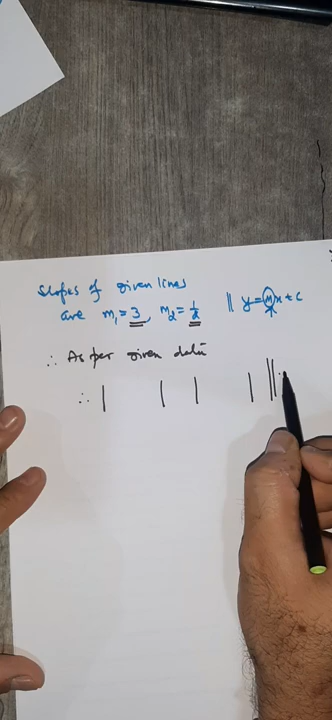 Slopes of given lines
are m₁ = 3, m₂ = 1/2 || y = mx + c
∴ As per given data
∴ | | | | || ∵